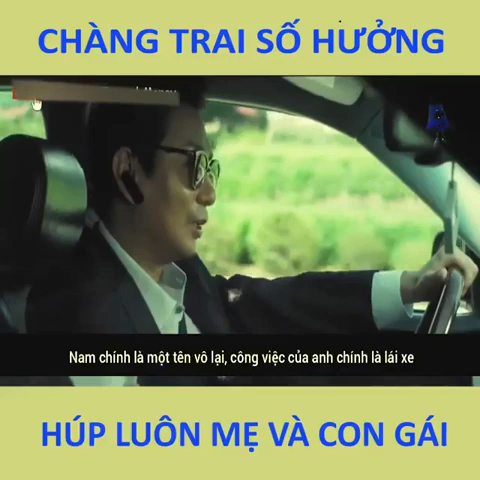 CHÀNG TRAI SỐ HƯỞNG
Nam chính là một tên vô lại, công việc của anh chính là lái xe
HÚP LUÔN MẸ VÀ CON GÁI